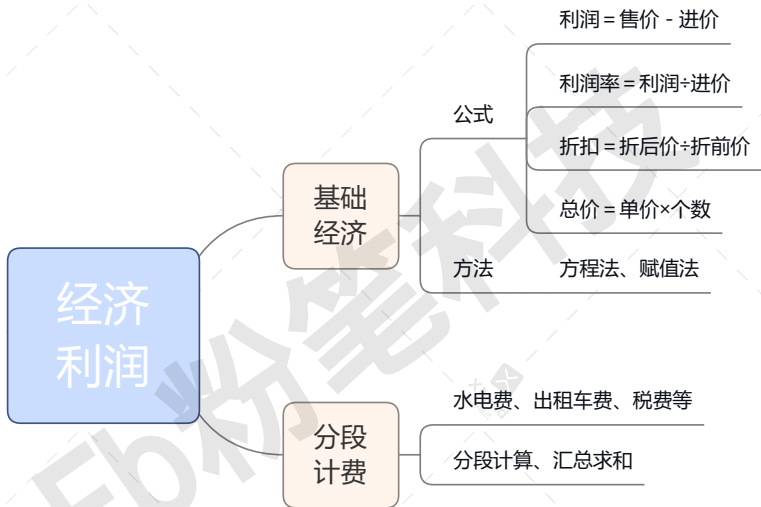 利润 = 售价 - 进价
利润率 = 利润÷进价
公式
折扣 = 折后价÷折前价
基础
经济
总价 = 单价×个数
方法
方程法、赋值法
经济
利润
水电费、出租车费、税费等
分段
计费
分段计算、汇总求和
Fb粉笔科技